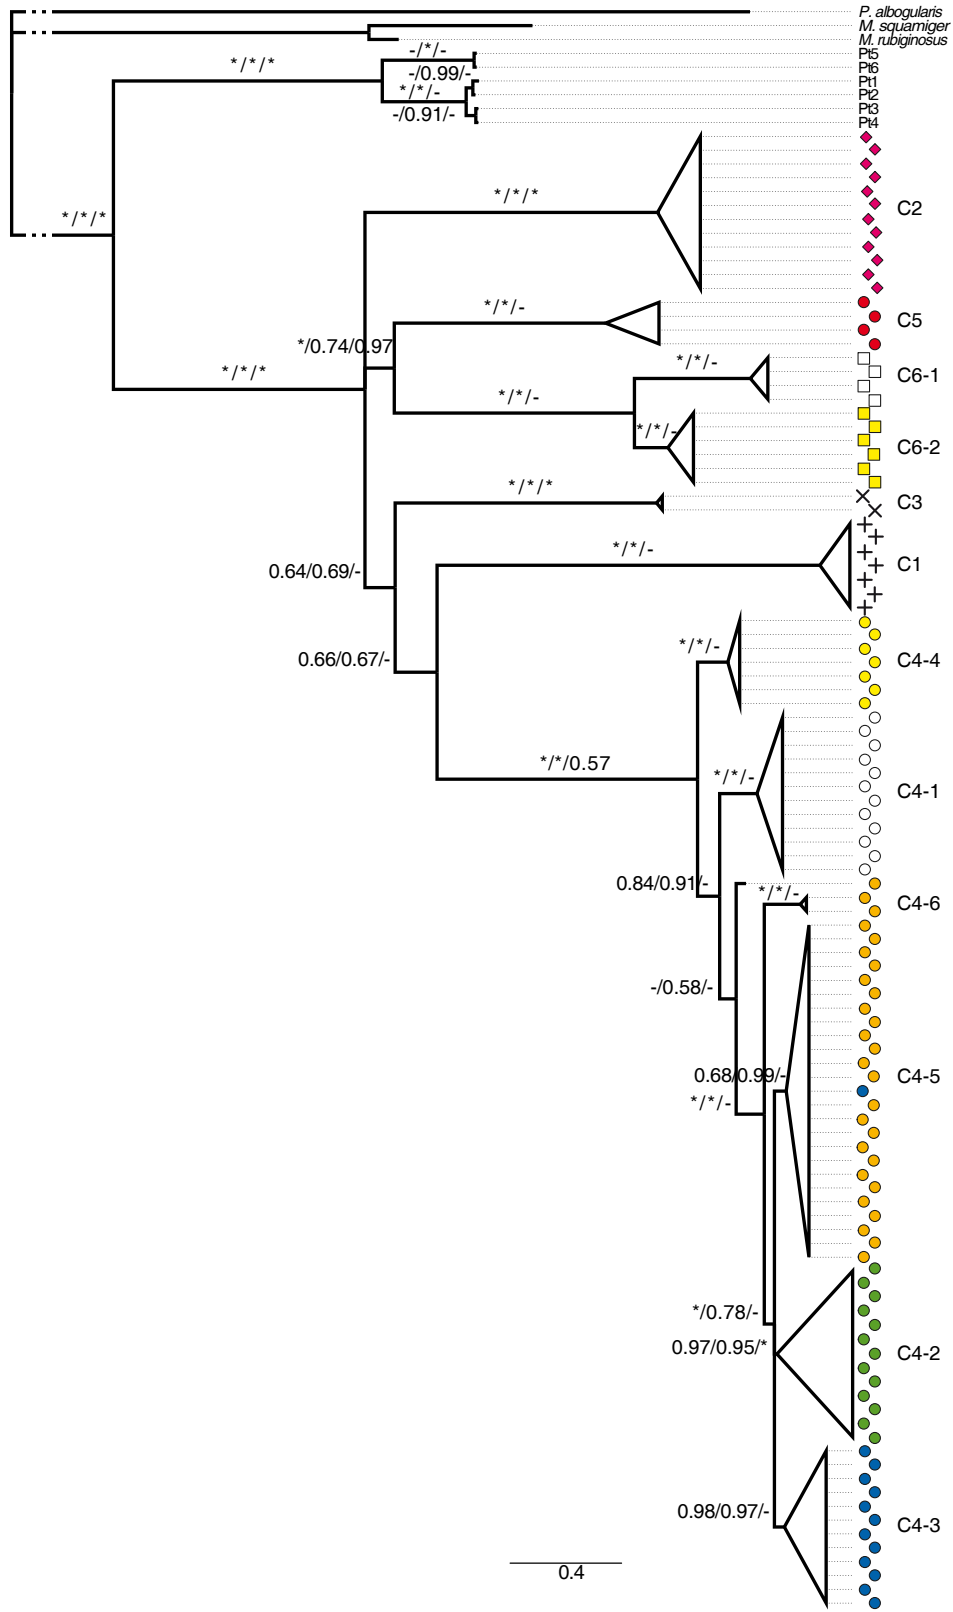 P. albogularis
M. squamiger
M. rubiginosus
-/*/-
Pt5
*/*/*
-/0.99/-
Pt6
Pt1
*/*/-
Pt2
-/0.91/-
Pt3
Pt4
*/*/*
*/*/*
C2
*/*/-
C5
*/0.74/0.97
*/*/-
C6-1
*/*/*
*/*/-
*/*/-
C6-2
*/*/*
C3
*/*/-
C1
0.64/0.69/-
*/*/-
C4-4
0.66/0.67/-
*/*/0.57
*/*/-
C4-1
0.84/0.91/-
*/*/-
C4-6
-/0.58/-
0.68/0.99/-
C4-5
*/*/-
*/0.78/-
0.97/0.95/*
C4-2
0.98/0.97/-
C4-3
0.4